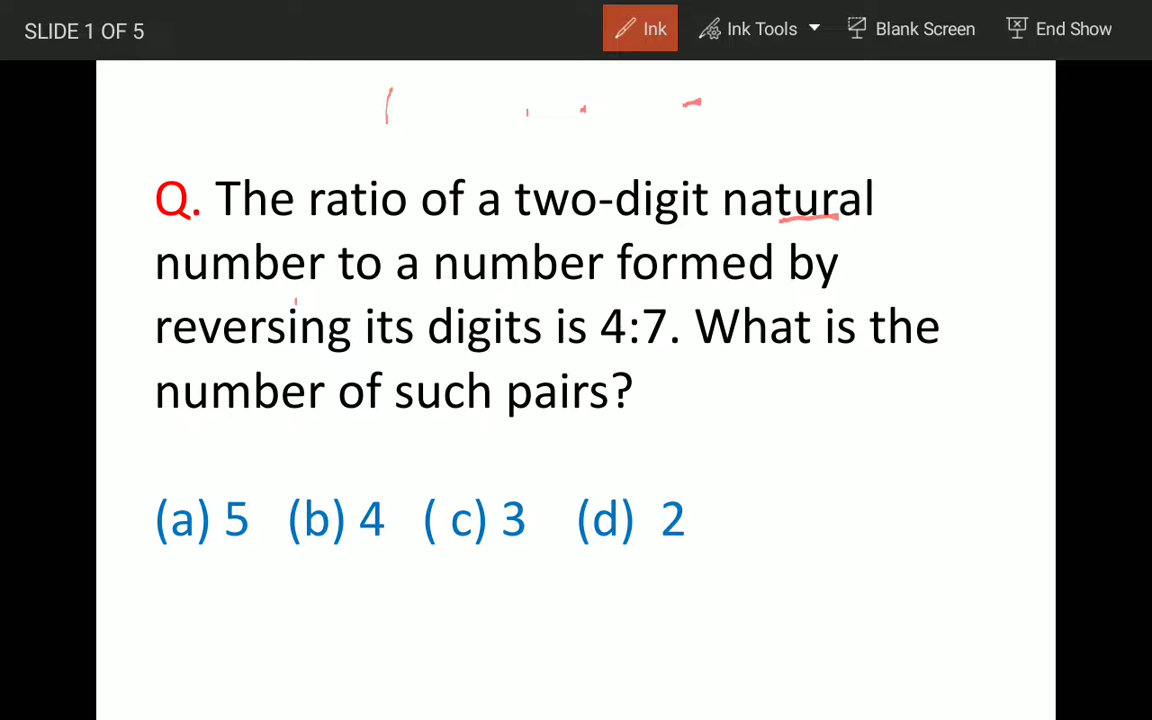 SLIDE 1 OF 5
Ink
Ink Tools
Blank Screen
End Show
Q. The ratio of a two-digit natural
number to a number formed by
reversing its digits is 4:7. What is the
number of such pairs?
(a) 5 (b) 4 ( c) 3 (d) 2